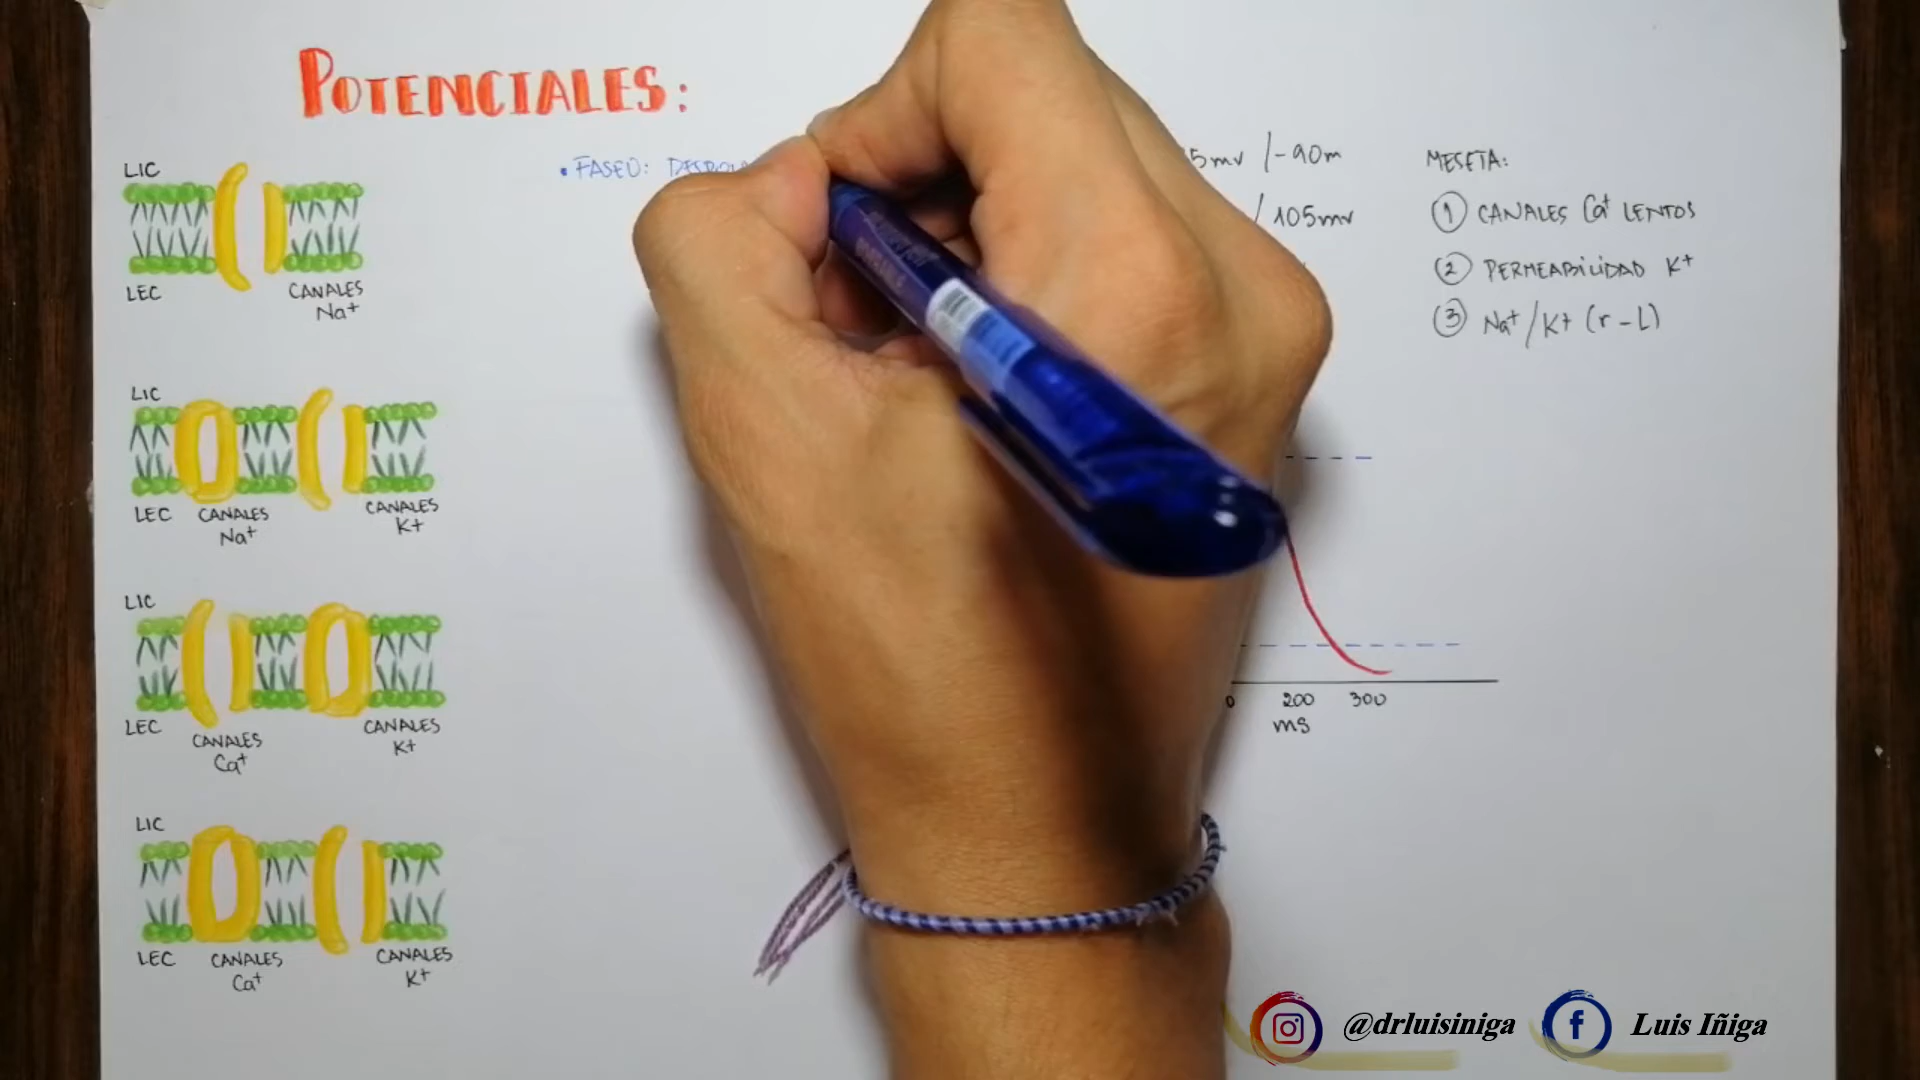 POTENCIALES:
LIC
LEC
CANALES
Na+
LIC
LEC
CANALES
Na+
CANALES
K+
LIC
LEC
CANALES
Ca+
CANALES
K+
LIC
LEC
CANALES
Ca+
CANALES
K+
• FASE 0:
5mv /-90m
/ 105mv
MESETA:
① CANALES Ca+ LENTOS
② PERMEABILIDAD K+
③ Na+/K+ (r-L)
0 200 300
ms
@drluisiniga
Luis Iñiga